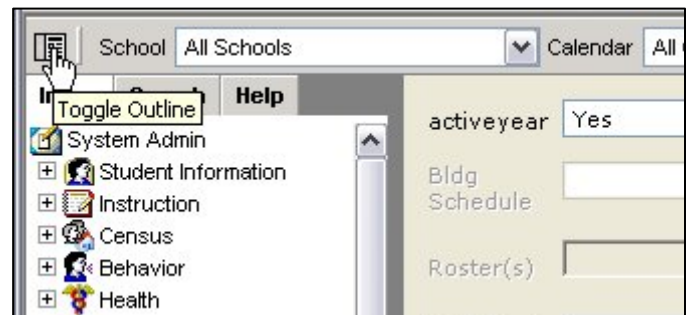 School All Schools Calendar All
Help
Toggle Outline
activeyear Yes
System Admin
Student Information
Bldg Schedule
Instruction
Census
Behavior
Roster(s)
Health